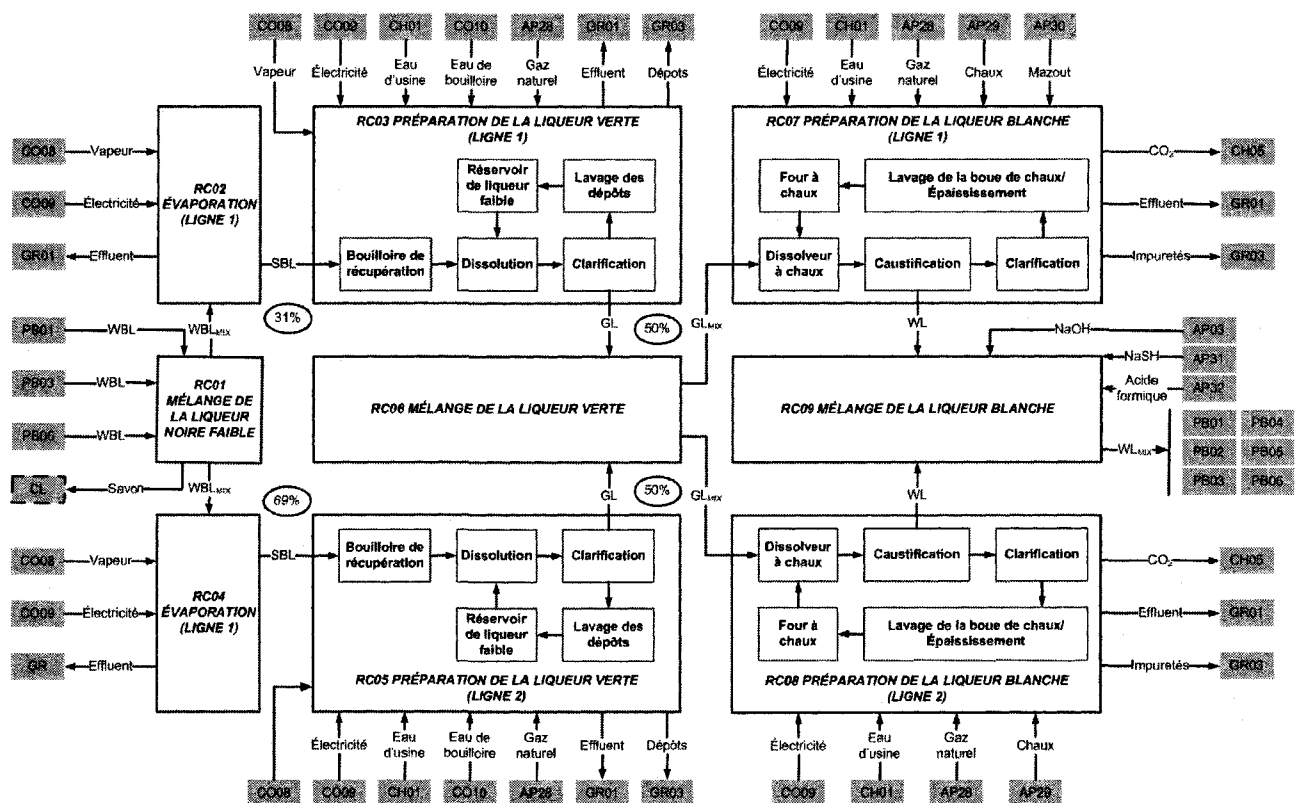 CO08 CO09 CH01 CO10 AP28 GR01 GR03 CO09 CH01 AP28 AP29 AP30
Vapeur Électricité Eau d'usine Eau de bouilloire Gaz naturel Effluent Dépots Électricité Eau d'usine Gaz naturel Chaux Mazout
RC03 PRÉPARATION DE LA LIQUEUR VERTE
(LIGNE 1)
RC07 PRÉPARATION DE LA LIQUEUR BLANCHE
(LIGNE 1)
CO08 Vapeur
CO09 Électricité
GR01 Effluent
RC02
ÉVAPORATION
(LIGNE 1)
SBL
Réservoir
de liqueur
faible
Lavage des
dépôts
Bouilloire de
récupération
Dissolution
Clarification
Four à
chaux
Lavage de la boue de chaux/
Épaississement
Dissolveur
à chaux
Caustification
Clarification
CO2 CH05
Effluent GR01
Impuretés GR03
31%
WBLMIX
GL
50%
GLMIX
WL
PB01 WBL
PB03 WBL
PB06 WBL
CL Savon
RC01
MÉLANGE DE
LA LIQUEUR
NOIRE FAIBLE
RC06 MÉLANGE DE LA LIQUEUR VERTE
RC09 MÉLANGE DE LA LIQUEUR BLANCHE
NaOH AP03
NaSH AP31
Acide
formique
AP32
WLMIX
PB01 PB04
PB02 PB05
PB03 PB06
WBLMIX
69%
GL
50%
GLMIX
WL
CO08 Vapeur
CO09 Électricité
GR Effluent
RC04
ÉVAPORATION
(LIGNE 1)
SBL
Bouilloire de
récupération
Dissolution
Clarification
Réservoir
de liqueur
faible
Lavage des
dépôts
Dissolveur
à chaux
Caustification
Clarification
Four à
chaux
Lavage de la boue de chaux/
Épaississement
CO2 CH05
Effluent GR01
Impuretés GR03
RC05 PRÉPARATION DE LA LIQUEUR VERTE
(LIGNE 2)
RC08 PRÉPARATION DE LA LIQUEUR BLANCHE
(LIGNE 2)
Électricité Eau d'usine Eau de bouilloire Gaz naturel Effluent Dépôts Électricité Eau d'usine Gaz naturel Chaux
CO08 CO09 CH01 CO10 AP28 GR01 GR03 CO09 CH01 AP28 AP29